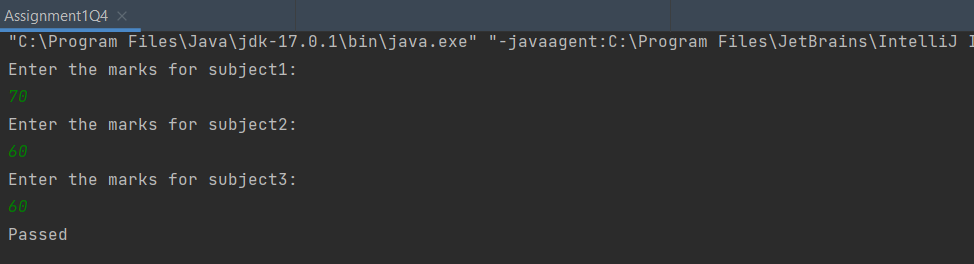 Assignment1Q4
"C:\Program Files\Java\jdk-17.0.1\bin\java.exe" "-javaagent:C:\Program Files\JetBrains\IntelliJ I
Enter the marks for subject1:
70
Enter the marks for subject2:
60
Enter the marks for subject3:
60
Passed